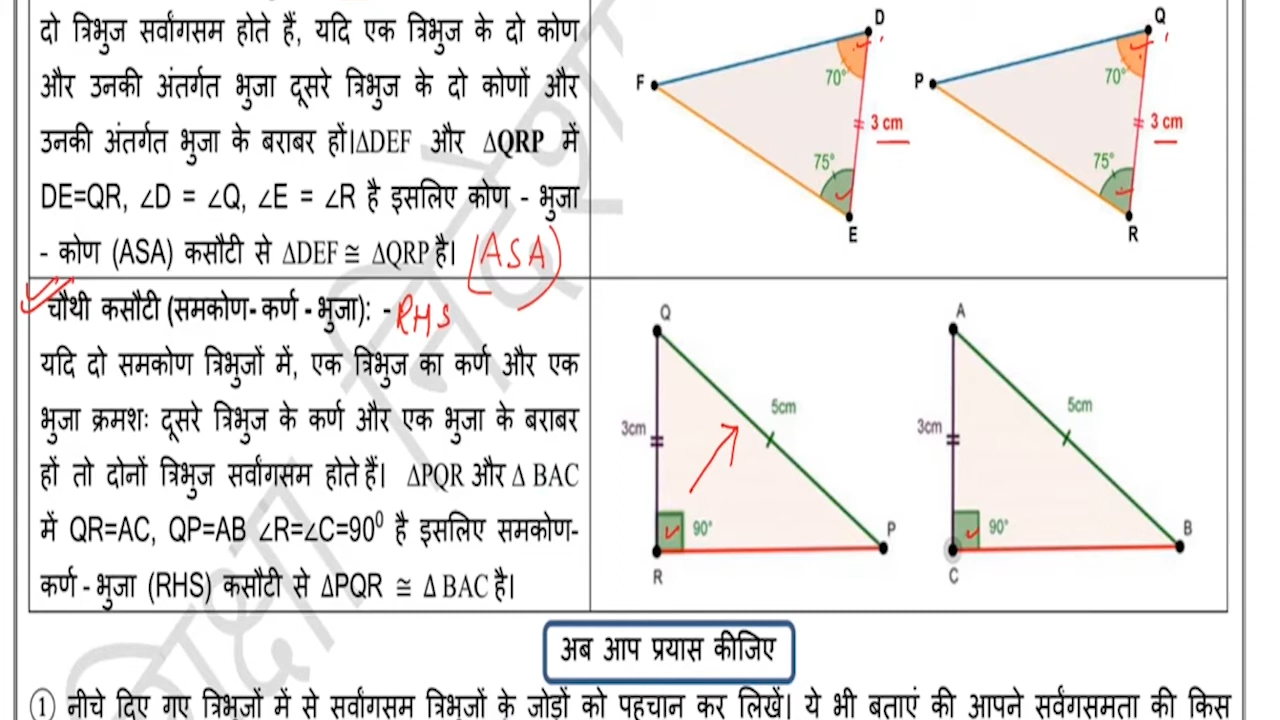 दो त्रिभुज सर्वांगसम होते हैं, यदि एक त्रिभुज के दो कोण
और उनकी अंतर्गत भुजा दूसरे त्रिभुज के दो कोणों और
उनकी अंतर्गत भुजा के बराबर हों।ΔDEF और ΔQRP में
DE=QR, ∠D = ∠Q, ∠E = ∠R है इसलिए कोण - भुजा
- कोण (ASA) कसौटी से ΔDEF ≅ ΔQRP है। (ASA)
D
F
70°
3 cm
75°
E
Q
P
70°
3 cm
75°
R
चौथी कसौटी (समकोण- कर्ण - भुजा): - RHS
यदि दो समकोण त्रिभुजों में, एक त्रिभुज का कर्ण और एक
भुजा क्रमशः दूसरे त्रिभुज के कर्ण और एक भुजा के बराबर
हों तो दोनों त्रिभुज सर्वांगसम होते हैं। ΔPQR और Δ BAC
में QR=AC, QP=AB ∠R=∠C=90⁰ है इसलिए समकोण-
कर्ण - भुजा (RHS) कसौटी से ΔPQR ≅ Δ BAC है।
Q
5cm
3cm
90°
P
R
A
5cm
3cm
90°
B
C
अब आप प्रयास कीजिए
① नीचे दिए गए त्रिभुजों में से सर्वांगसम त्रिभुजों के जोड़ों को पहचान कर लिखें। ये भी बताएं की आपने सर्वंगसमता की किस